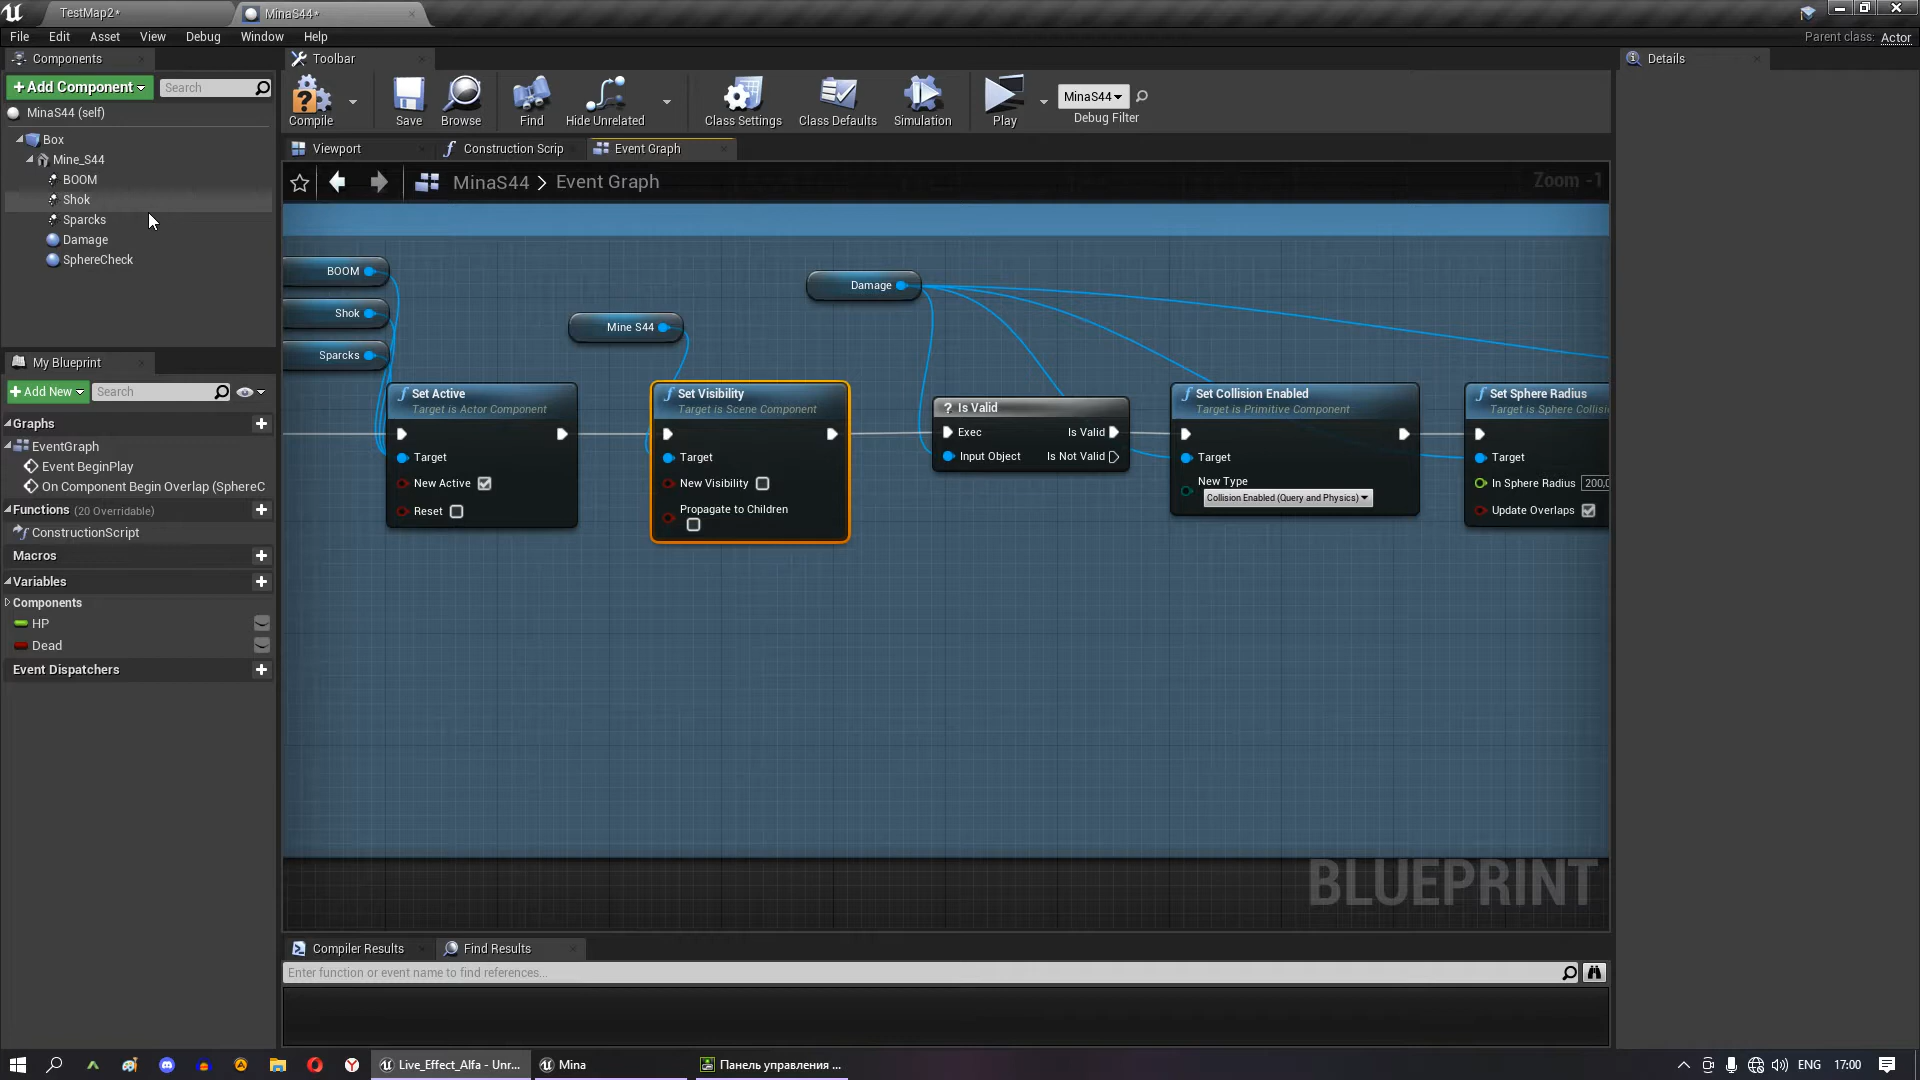 TestMap2*
MinaS44*
File Edit Asset View Debug Window Help
Parent class: Actor
Components
Toolbar
Details
+Add Component
Search
MinaS44 (self)
Box
Mine_S44
BOOM
Shok
Sparcks
Damage
SphereCheck
Compile
Save
Browse
Find
Hide Unrelated
Class Settings
Class Defaults
Simulation
Play
MinaS44
Debug Filter
Viewport
Construction Scrip
Event Graph
MinaS44 > Event Graph
Zoom -1
BOOM
Shok
Sparcks
Mine S44
Damage
Set Active
Target is Actor Component
Target
New Active
Reset
Set Visibility
Target is Scene Component
Target
New Visibility
Propagate to Children
? Is Valid
Exec
Is Valid
Input Object
Is Not Valid
Set Collision Enabled
Target is Primitive Component
Target
New Type
Collision Enabled (Query and Physics)
Set Sphere Radius
Target is Sphere Collisi
Target
In Sphere Radius 200,0
Update Overlaps
BLUEPRINT
My Blueprint
+Add New
Search
Graphs
EventGraph
Event BeginPlay
On Component Begin Overlap (SphereC
Functions (20 Overridable)
ConstructionScript
Macros
Variables
Components
HP
Dead
Event Dispatchers
Compiler Results
Find Results
Enter function or event name to find references...
Live_Effect_Alfa - Unr...
Mina
Панель управления ...
ENG
17:00